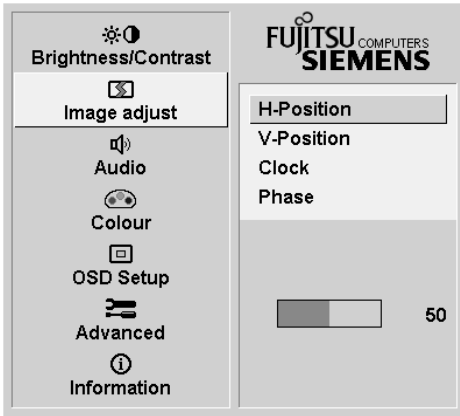 Brightness/Contrast
Image adjust
Audio
Colour
OSD Setup
Advanced
Information
FUJITSU COMPUTERS
SIEMENS
H-Position
V-Position
Clock
Phase
50